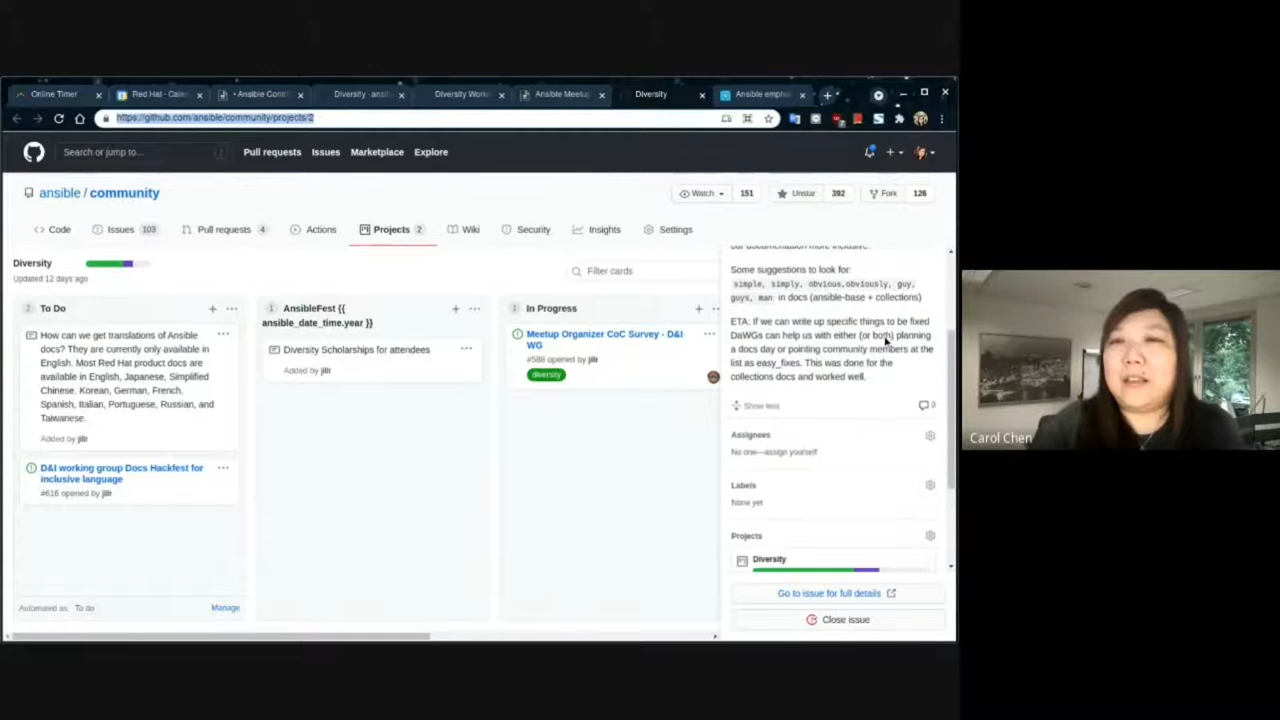 Online Timer
Red Hat - Calen
• Ansible Conti
Diversity · ansi
Diversity Work
Ansible Meetup
Diversity
Ansible emph
https://github.com/ansible/community/projects/2
Search or jump to...
Pull requests
Issues
Marketplace
Explore
ansible / community
Watch
151
Unstar
392
Fork
126
Code
Issues 103
Pull requests 4
Actions
Projects 2
Wiki
Security
Insights
Settings
Diversity
Updated 12 days ago
Filter cards
2 To Do
How can we get translations of Ansible
docs? They are currently only available in
English. Most Red Hat product docs are
available in English, Japanese, Simplified
Chinese, Korean, German, French,
Spanish, Italian, Portuguese, Russian, and
Taiwanese.
Added by jillr
D&I working group Docs Hackfest for
inclusive language
#616 opened by jillr
Automated as To do
Manage
1 AnsibleFest {{
ansible_date_time.year }}
Diversity Scholarships for attendees
Added by jillr
1 In Progress
Meetup Organizer CoC Survey - D&I
WG
#588 opened by jillr
diversity
our documentation more inclusive.
Some suggestions to look for:
simple, simply, obvious,obviously, guy,
guys, man in docs (ansible-base + collections)
ETA: If we can write up specific things to be fixed
DaWGs can help us with either (or both) planning
a docs day or pointing community members at the
list as easy_fixes. This was done for the
collections docs and worked well.
Show less
0
Assignees
No one—assign yourself
Labels
None yet
Projects
Diversity
Go to issue for full details
Close issue
Carol Chen